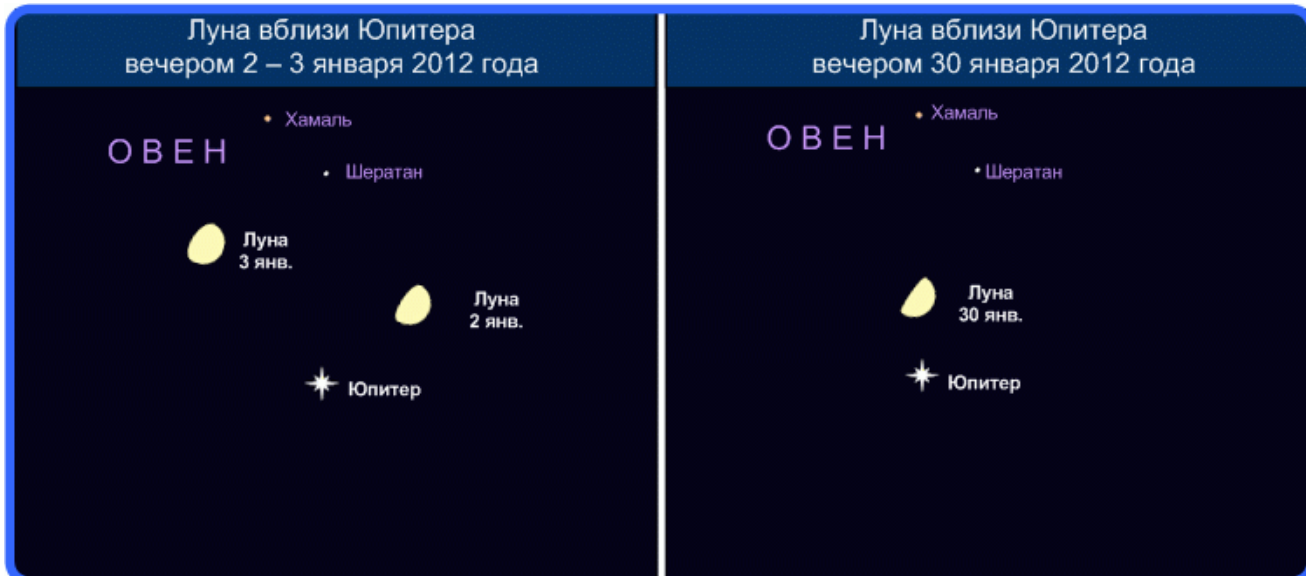 Луна вблизи Юпитера
вечером 2 – 3 января 2012 года
Хамаль
ОВЕН
Шератан
Луна
3 янв.
Луна
2 янв.
Юпитер
Луна вблизи Юпитера
вечером 30 января 2012 года
Хамаль
ОВЕН
Шератан
Луна
30 янв.
Юпитер